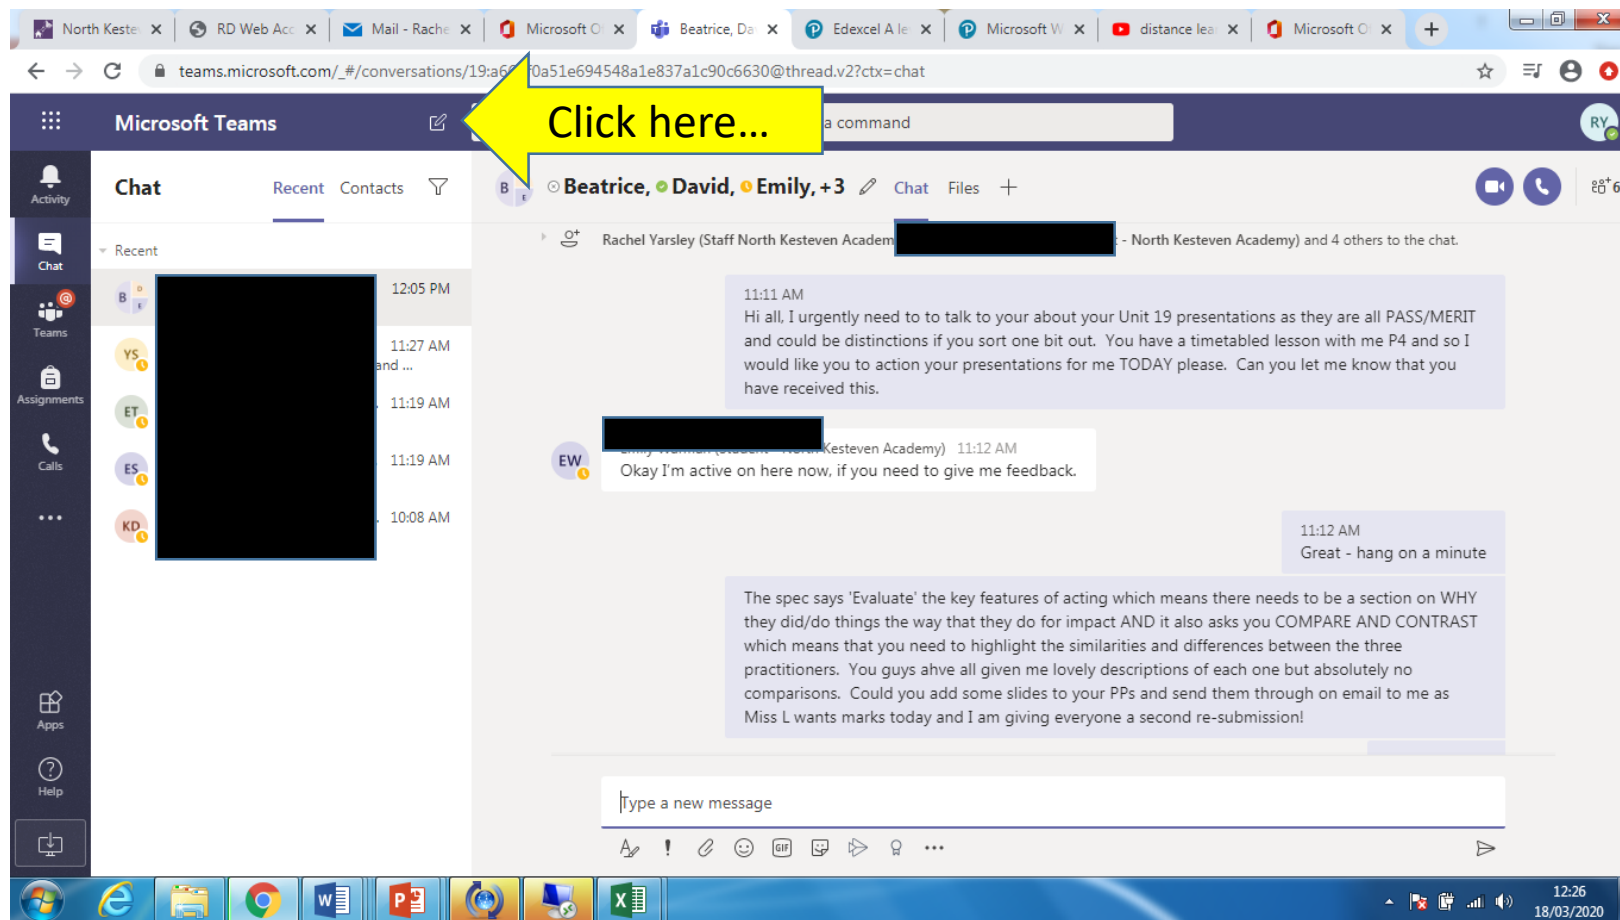 North Keste
RD Web Acc
Mail - Rache
Microsoft O
Beatrice, Da
Edexcel A le
Microsoft W
distance lea
Microsoft O
teams.microsoft.com/_#/conversations/19:a6
f0a51e694548a1e837a1c90c6630@thread.v2?ctx=chat
Microsoft Teams
Click here...
a command
RY
Activity
Chat
Recent
Contacts
B
E
Beatrice, David, Emily, +3
Chat
Files
6
Chat
Teams
Assignments
Calls
Apps
Help
Recent
B
D
E
12:05 PM
YS
11:27 AM
and ...
ET
. 11:19 AM
ES
11:19 AM
KD
. 10:08 AM
Rachel Yarsley (Staff North Kesteven Academ
- North Kesteven Academy) and 4 others to the chat.
11:11 AM
Hi all, I urgently need to to talk to your about your Unit 19 presentations as they are all PASS/MERIT
and could be distinctions if you sort one bit out. You have a timetabled lesson with me P4 and so I
would like you to action your presentations for me TODAY please. Can you let me know that you
have received this.
EW
Kesteven Academy) 11:12 AM
Okay I'm active on here now, if you need to give me feedback.
11:12 AM
Great - hang on a minute
The spec says 'Evaluate' the key features of acting which means there needs to be a section on WHY
they did/do things the way that they do for impact AND it also asks you COMPARE AND CONTRAST
which means that you need to highlight the similarities and differences between the three
practitioners. You guys ahve all given me lovely descriptions of each one but absolutely no
comparisons. Could you add some slides to your PPs and send them through on email to me as
Miss L wants marks today and I am giving everyone a second re-submission!
Type a new message
GIF
12:26
18/03/2020